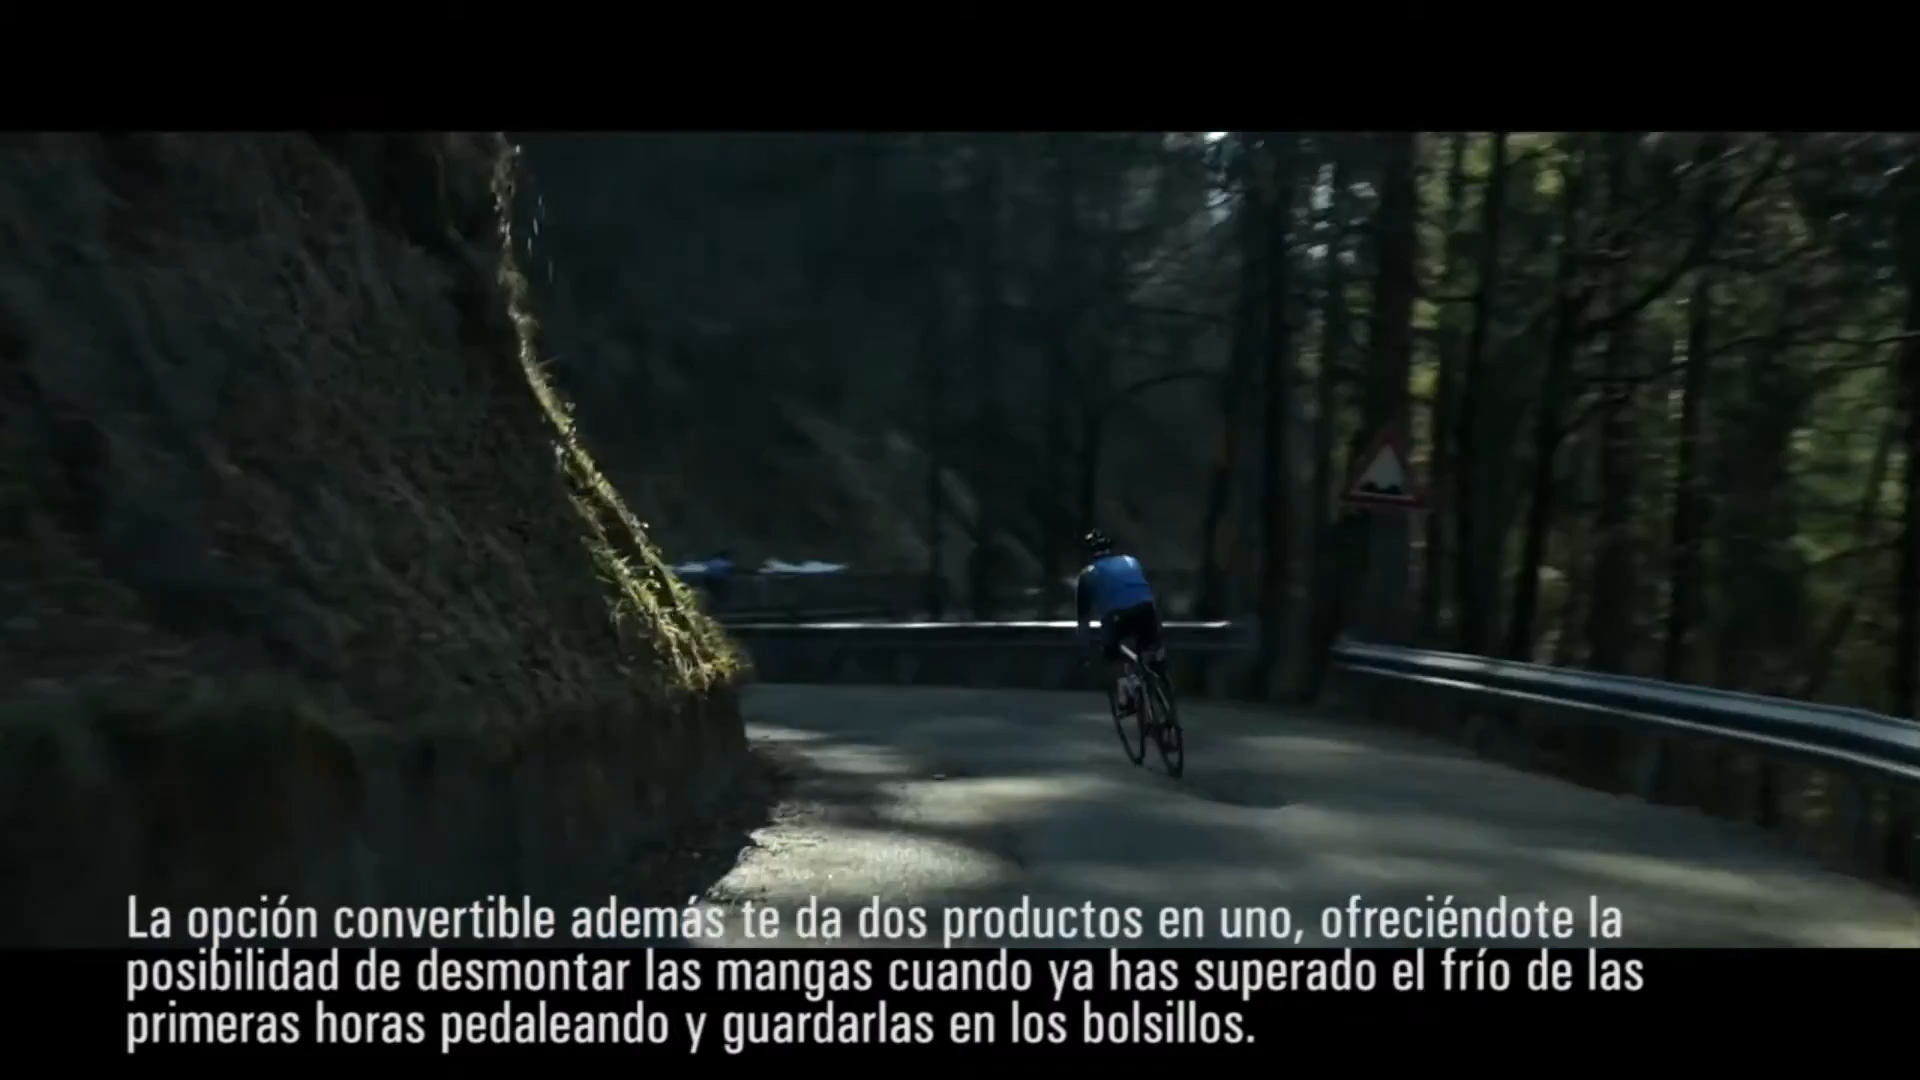 La opción convertible además te da dos productos en uno, ofreciéndote la
posibilidad de desmontar las mangas cuando ya has superado el frío de las
primeras horas pedaleando y guardarlas en los bolsillos.